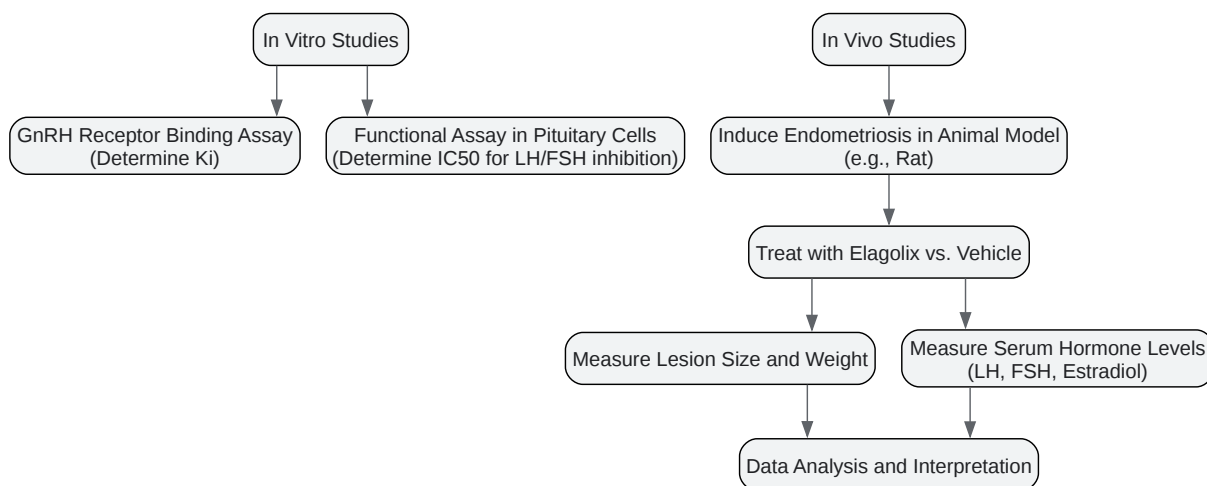 In Vitro Studies
In Vivo Studies
GnRH Receptor Binding Assay
(Determine Ki)
Functional Assay in Pituitary Cells
(Determine IC50 for LH/FSH inhibition)
Induce Endometriosis in Animal Model
(e.g., Rat)
Treat with Elagolix vs. Vehicle
Measure Lesion Size and Weight
Measure Serum Hormone Levels
(LH, FSH, Estradiol)
Data Analysis and Interpretation